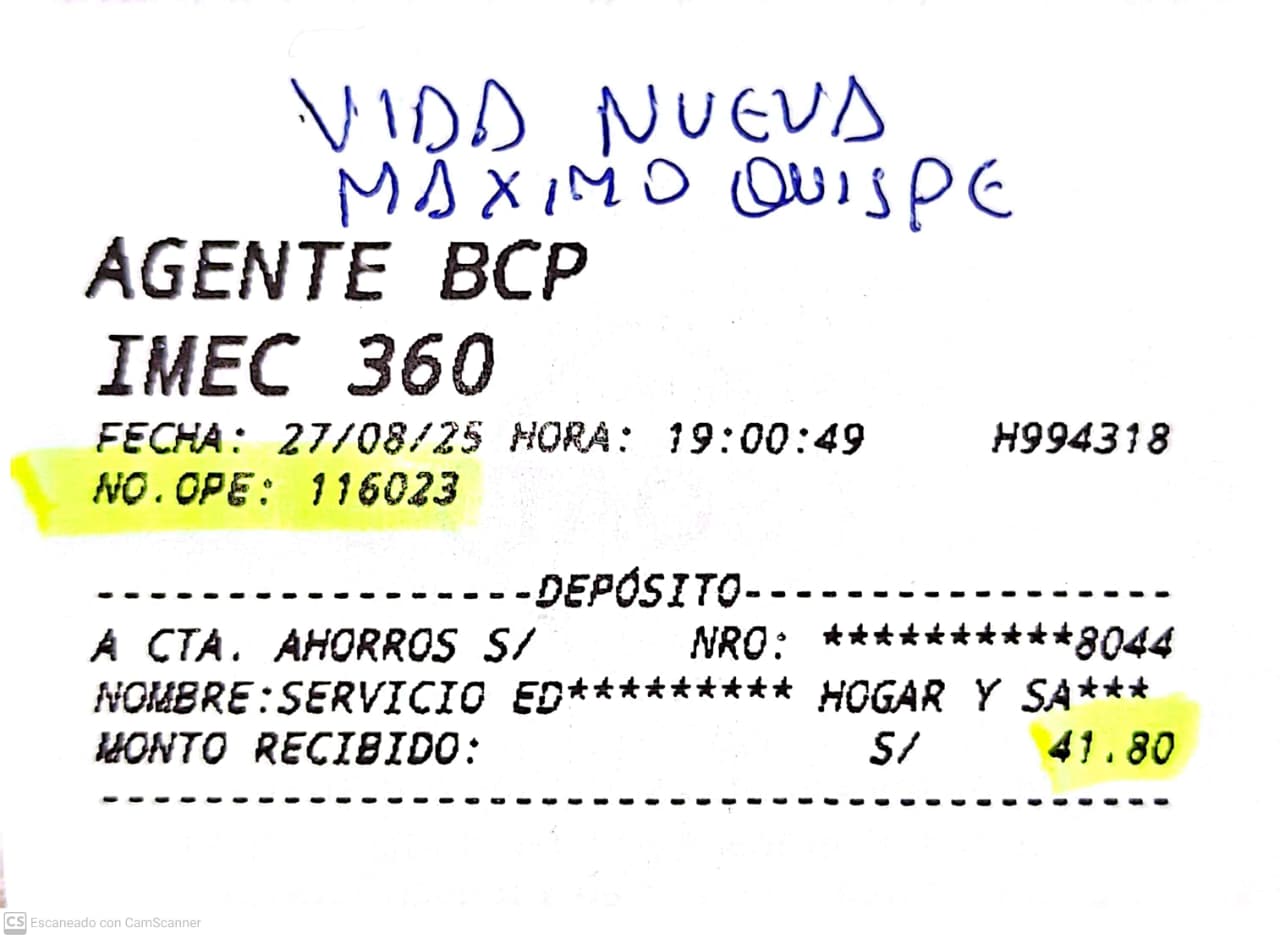 VIDA NUEVA
MAXIMO QUISPE
AGENTE BCP
IMEC 360
FECHA: 27/08/25 HORA: 19:00:49 H994318
NO.OPE: 116023
-----------------DEPÓSITO-----------------
A CTA. AHORROS S/ NRO: **********8044
NOMBRE:SERVICIO ED********* HOGAR Y SA***
MONTO RECIBIDO: S/ 41.80
------------------------------------------
CS Escaneado con CamScanner